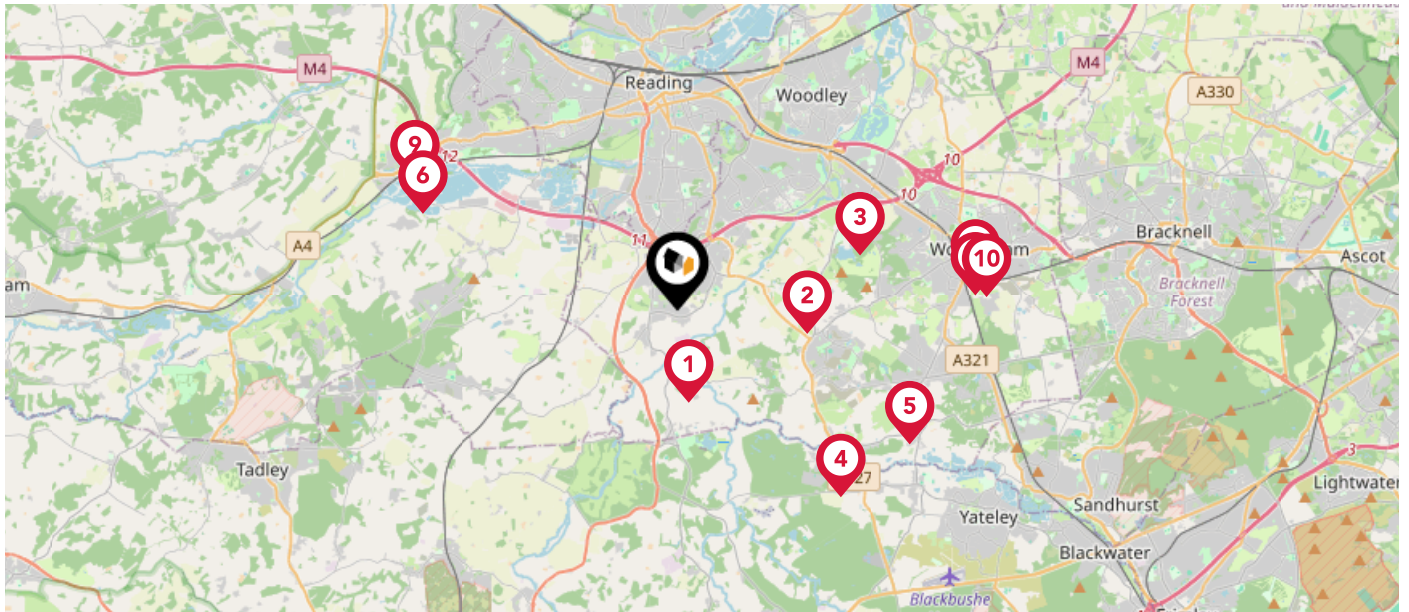 M4
Reading
Woodley
M4
A330
9
12
6
10
10
3
11
A4
Bracknell
Ascot
10
am
2
Bracknell
Forest
1
A321
5
4
27
3
Tadley
Lightwater
Sandhurst
Yateley
Blackwater
Blackbushe